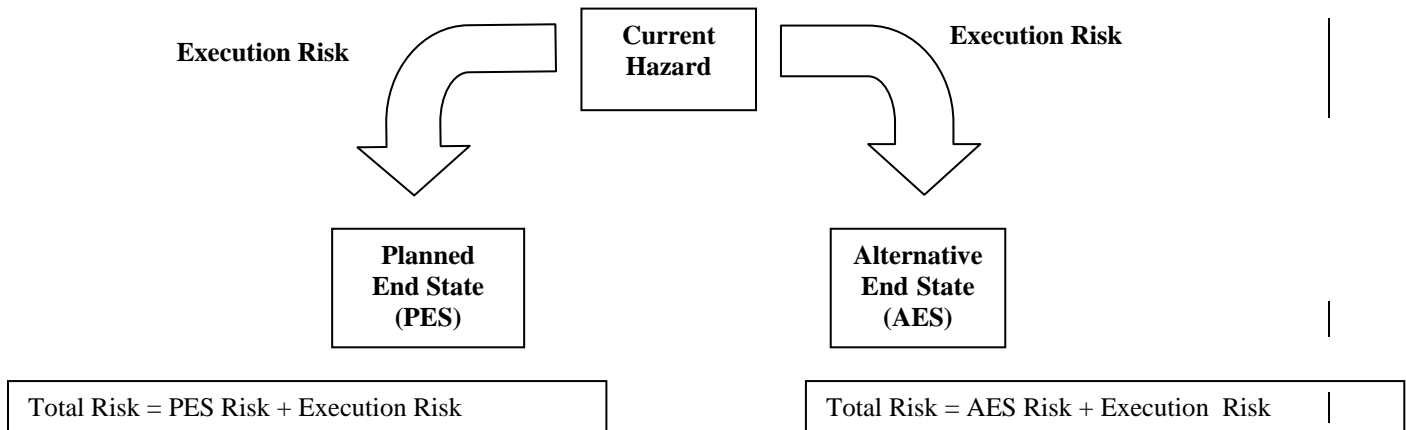 Execution Risk
Current
Hazard
Execution Risk
Planned
End State
(PES)
Alternative
End State
(AES)
Total Risk = PES Risk + Execution Risk
Total Risk = AES Risk + Execution  Risk